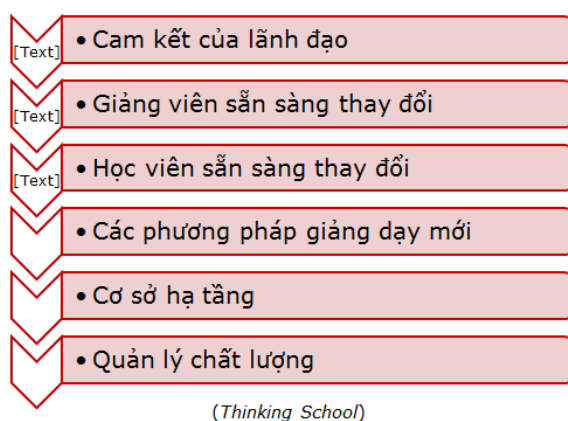 [Text] • Cam kết của lãnh đạo
[Text] • Giảng viên sẵn sàng thay đổi
[Text] • Học viên sẵn sàng thay đổi
• Các phương pháp giảng dạy mới
• Cơ sở hạ tầng
• Quản lý chất lượng
(Thinking School)